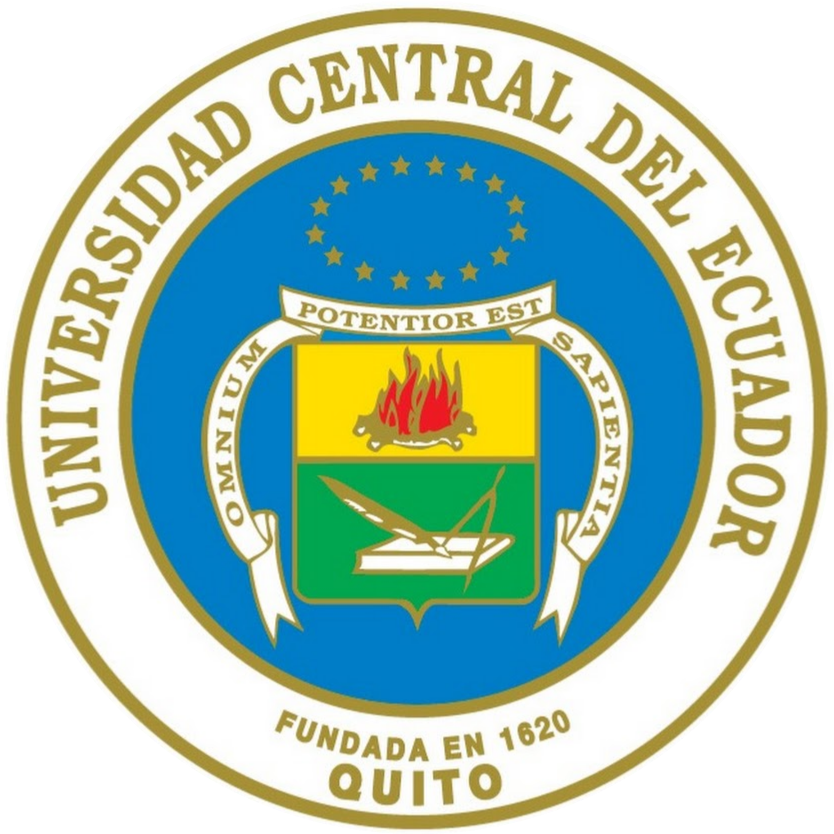 UNIVERSIDAD CENTRAL DEL ECUADOR
OMNIUM POTENTIOR EST SAPIENTIA
FUNDADA EN 1620
QUITO